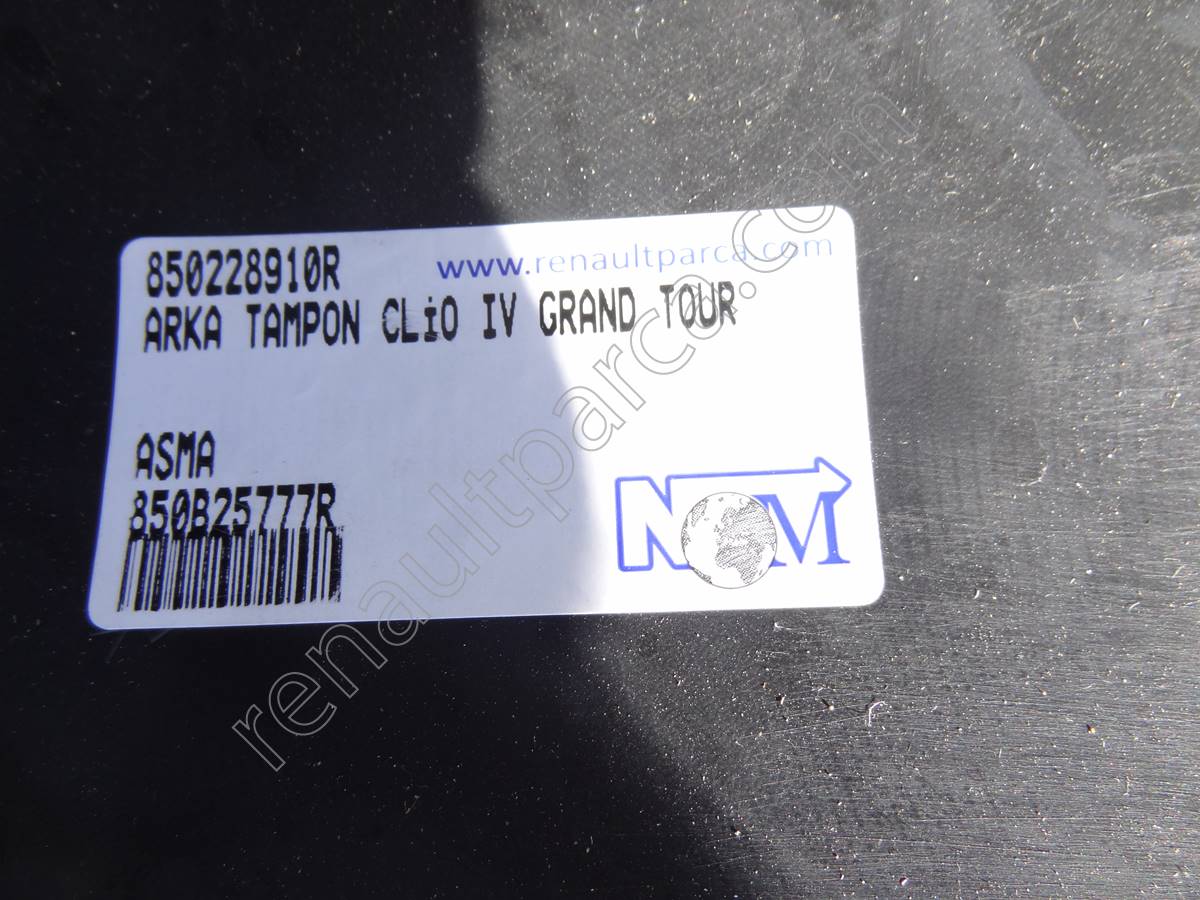 850228910R
www.renaultparca.com
ARKA TAMPON CLiO IV GRAND TOUR
ASMA
850B25777R
NM
renaultparca.com